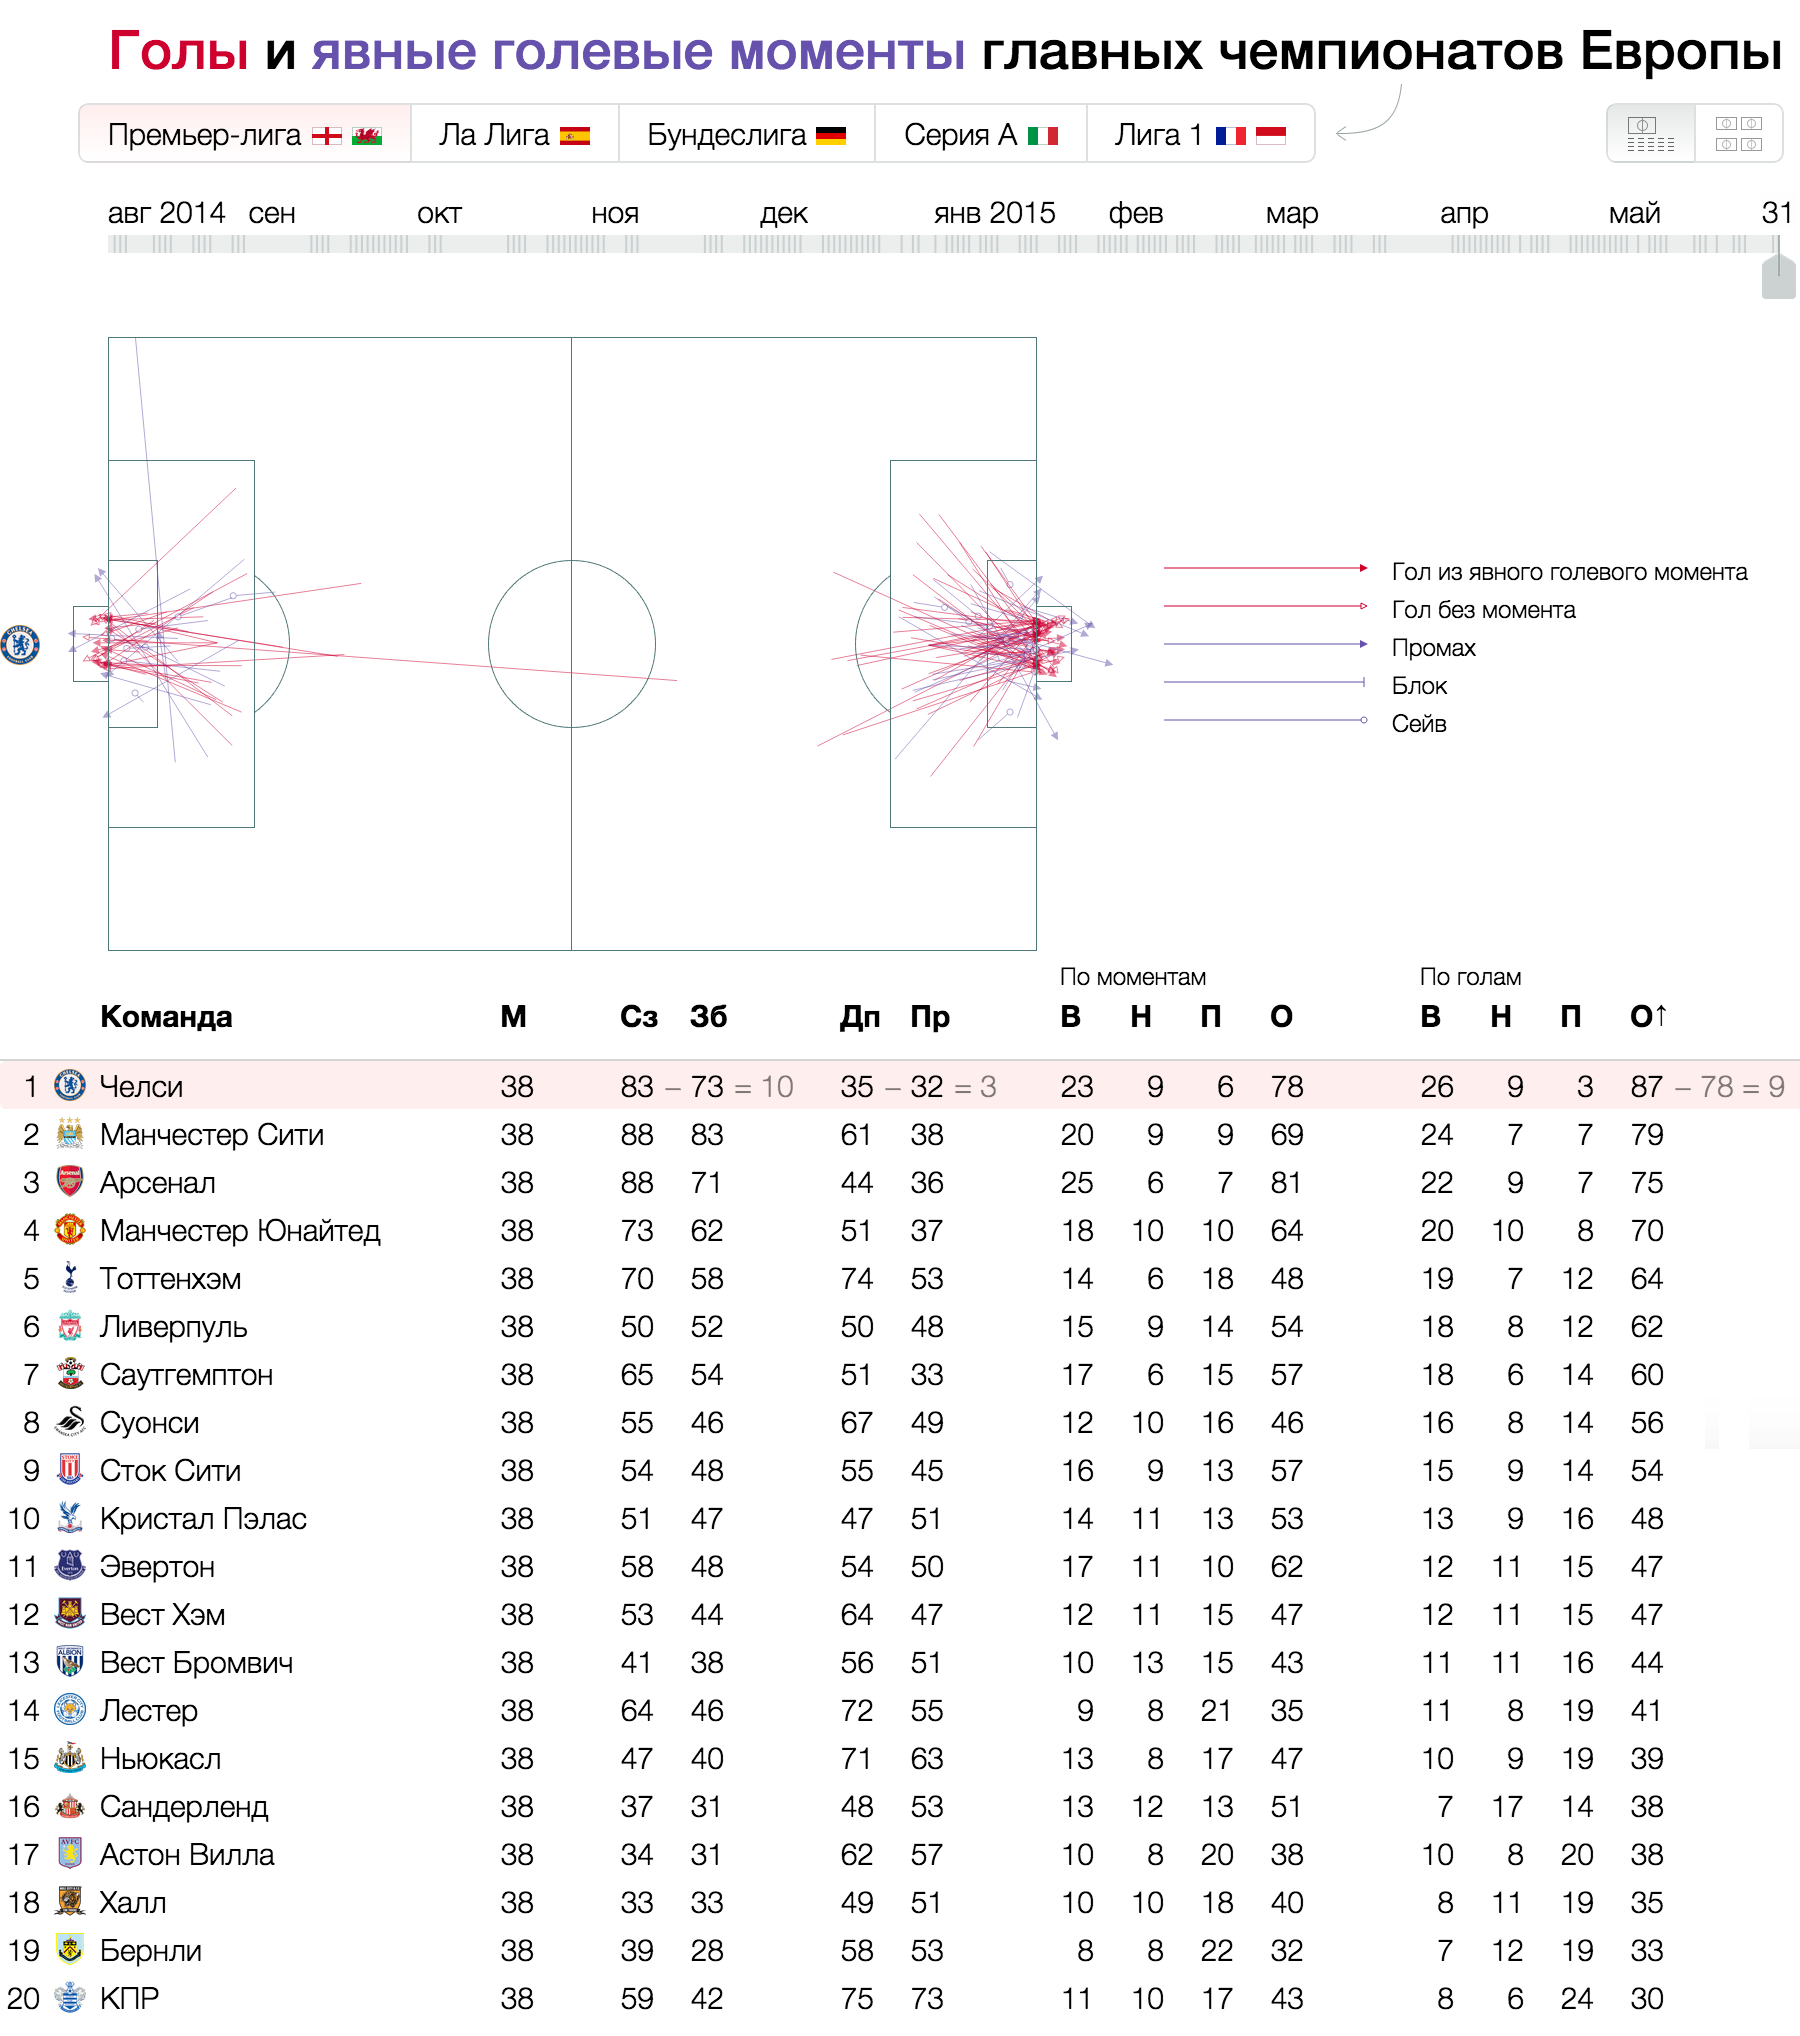 Голы и явные голевые моменты главных чемпионатов Европы
Премьер-лига Ла Лига Бундеслига Серия А Лига 1
авг 2014 сен окт ноя дек янв 2015 фев мар апр май 31
Гол из явного голевого момента
Гол без момента
Промах
Блок
Сейв
По моментам По голам
Команда М Сз Зб Дп Пр В Н П О В Н П О↑
1 Челси 38 83 – 73 = 10 35 – 32 = 3 23 9 6 78 26 9 3 87 – 78 = 9
2 Манчестер Сити 38 88 83 61 38 20 9 9 69 24 7 7 79
3 Арсенал 38 88 71 44 36 25 6 7 81 22 9 7 75
4 Манчестер Юнайтед 38 73 62 51 37 18 10 10 64 20 10 8 70
5 Тоттенхэм 38 70 58 74 53 14 6 18 48 19 7 12 64
6 Ливерпуль 38 50 52 50 48 15 9 14 54 18 8 12 62
7 Саутгемптон 38 65 54 51 33 17 6 15 57 18 6 14 60
8 Суонси 38 55 46 67 49 12 10 16 46 16 8 14 56
9 Сток Сити 38 54 48 55 45 16 9 13 57 15 9 14 54
10 Кристал Пэлас 38 51 47 47 51 14 11 13 53 13 9 16 48
11 Эвертон 38 58 48 54 50 17 11 10 62 12 11 15 47
12 Вест Хэм 38 53 44 64 47 12 11 15 47 12 11 15 47
13 Вест Бромвич 38 41 38 56 51 10 13 15 43 11 11 16 44
14 Лестер 38 64 46 72 55 9 8 21 35 11 8 19 41
15 Ньюкасл 38 47 40 71 63 13 8 17 47 10 9 19 39
16 Сандерленд 38 37 31 48 53 13 12 13 51 7 17 14 38
17 Астон Вилла 38 34 31 62 57 10 8 20 38 10 8 20 38
18 Халл 38 33 33 49 51 10 10 18 40 8 11 19 35
19 Бернли 38 39 28 58 53 8 8 22 32 7 12 19 33
20 КПР 38 59 42 75 73 11 10 17 43 8 6 24 30